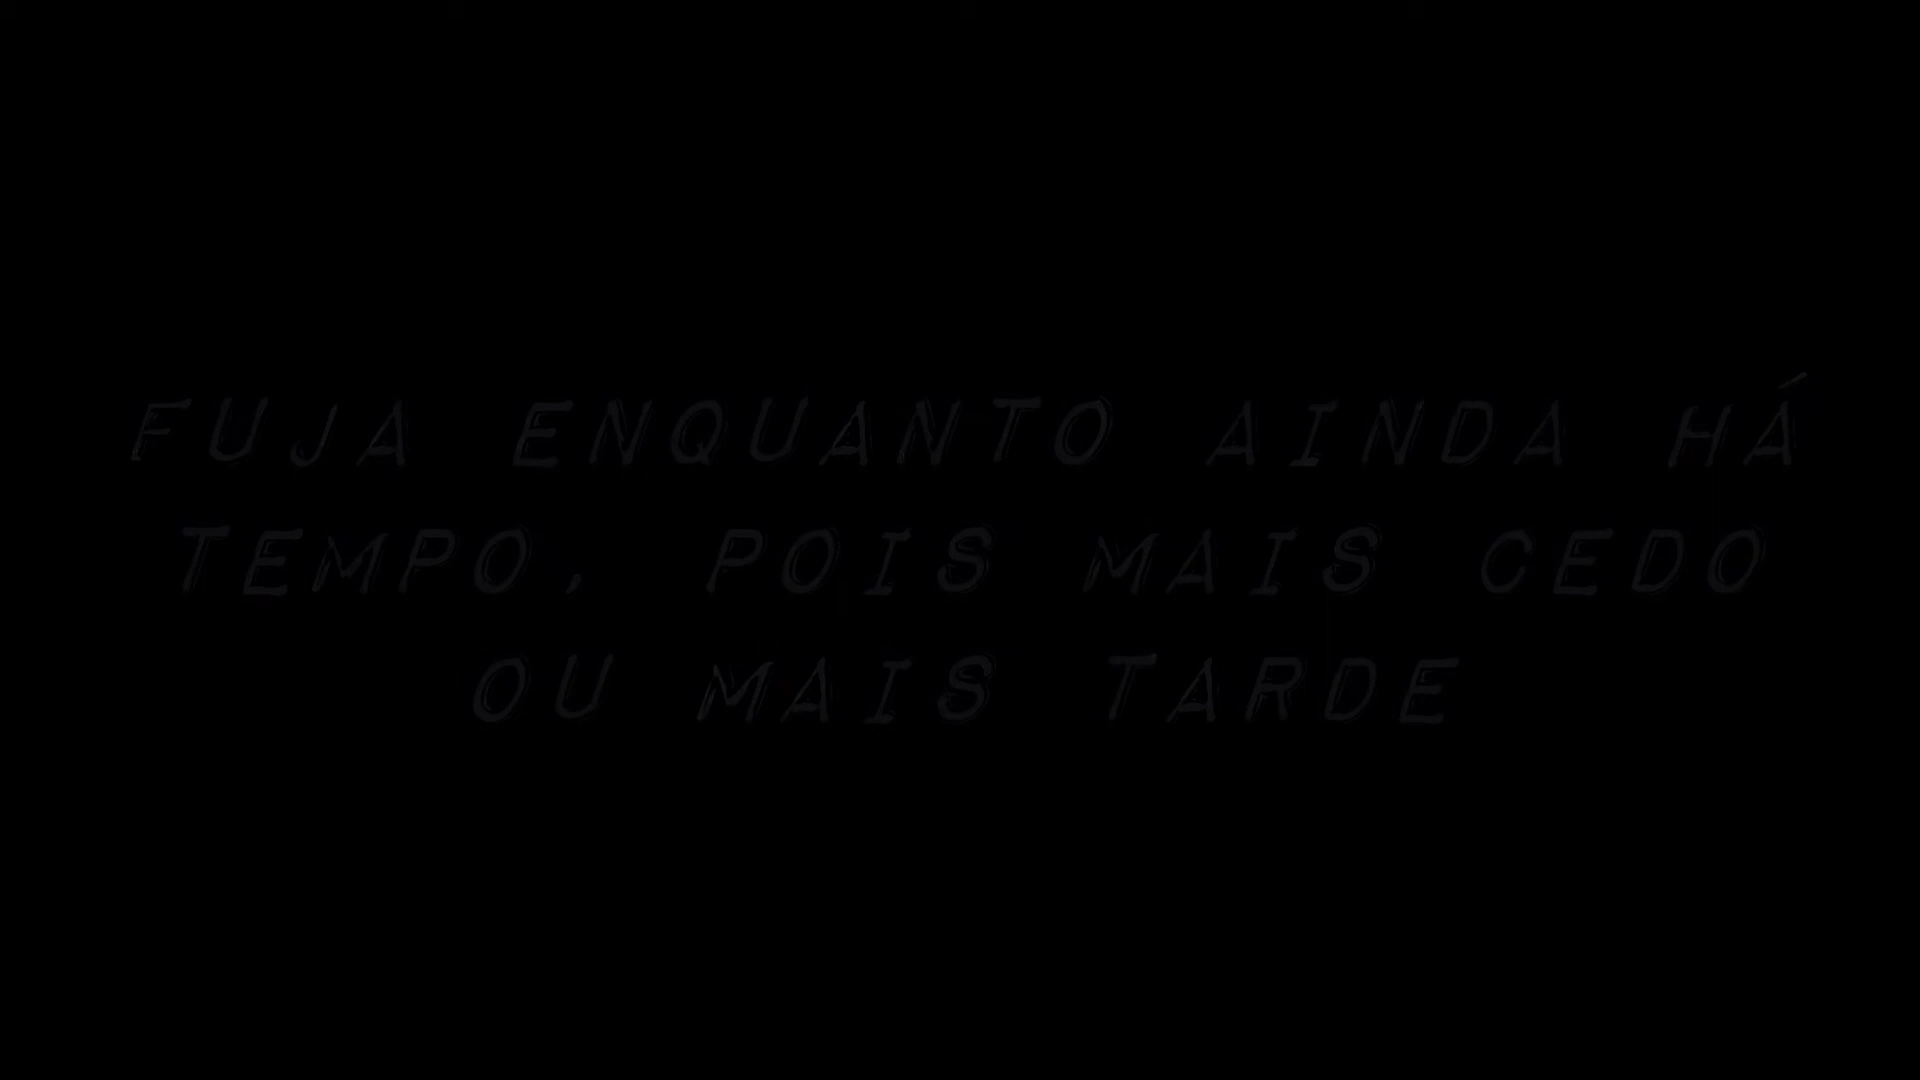 FUJA ENQUANTO AINDA HÁ
TEMPO, POIS MAIS CEDO
OU MAIS TARDE